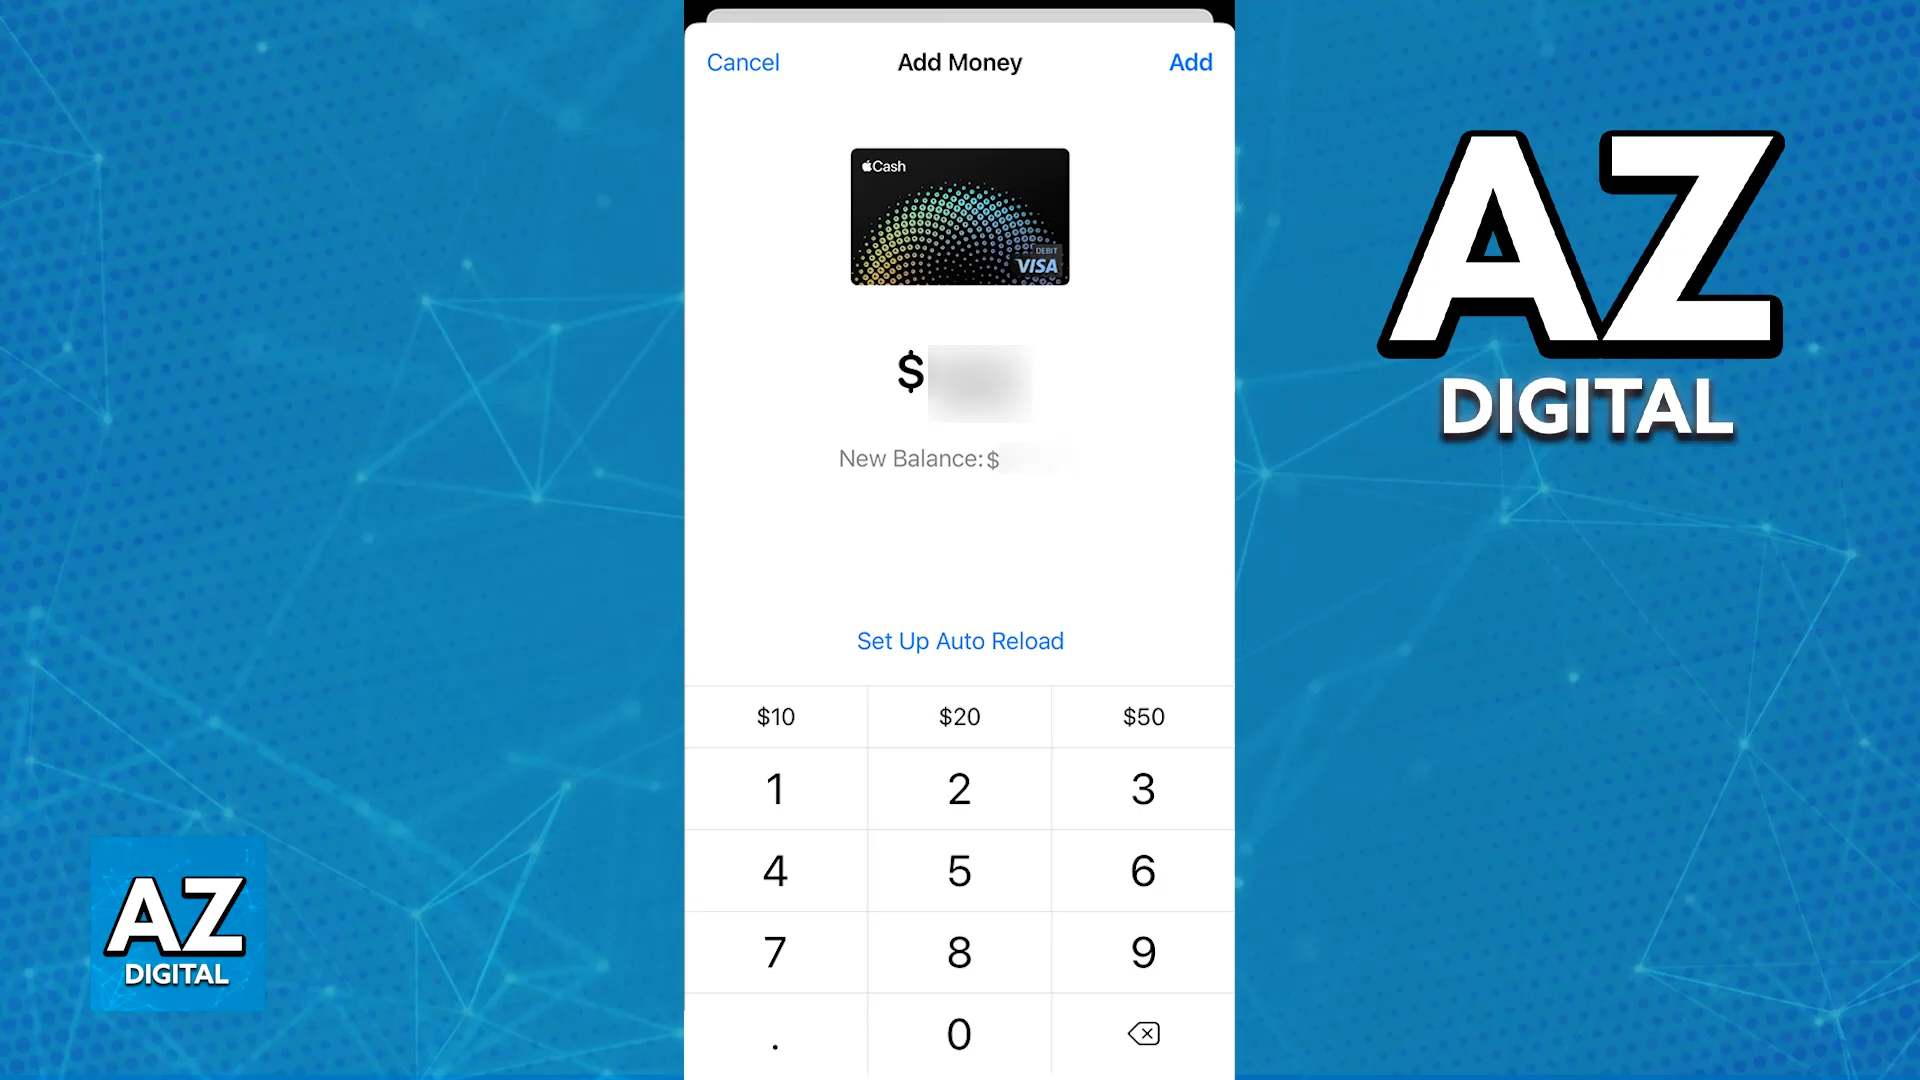 Cancel Add Money Add
Cash
DEBIT
VISA
$
New Balance: $
Set Up Auto Reload
$10 $20 $50
1 2 3
4 5 6
7 8 9
. 0
AZ
DIGITAL
AZ
DIGITAL